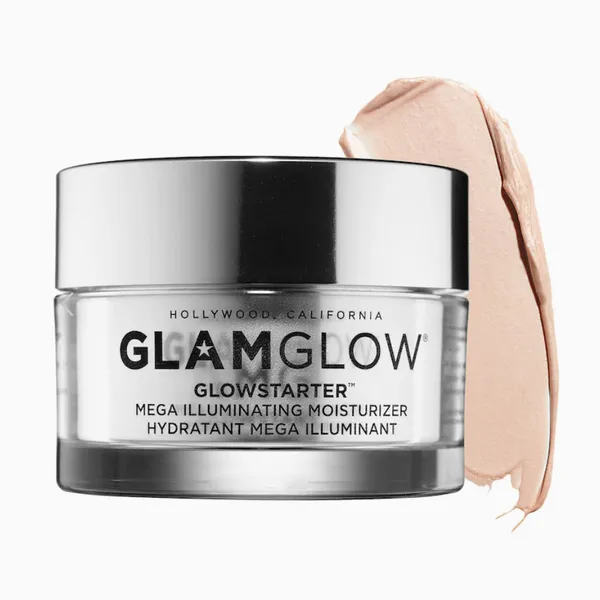 HOLLYWOOD, CALIFORNIA
GLAMGLOW®
GLOWSTARTER™
MEGA ILLUMINATING MOISTURIZER
HYDRATANT MEGA ILLUMINANT